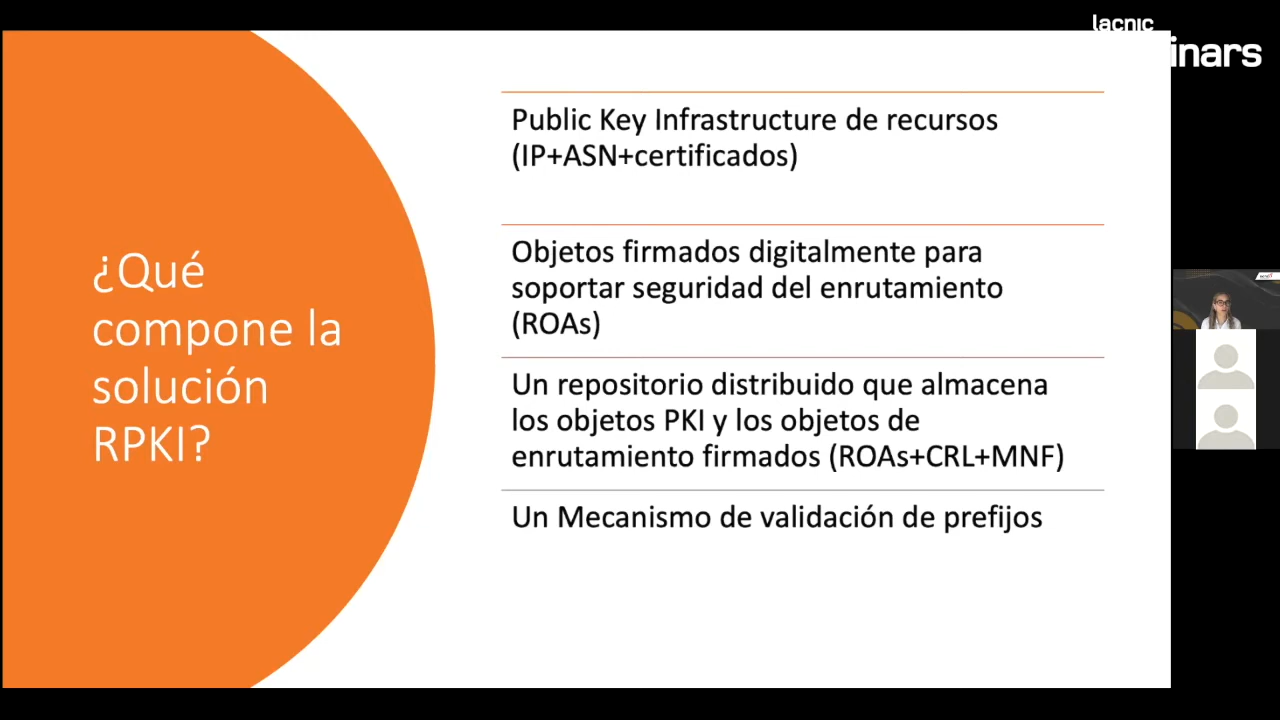 lacnic
inars
¿Qué
compone la
solución
RPKI?
Public Key Infrastructure de recursos
(IP+ASN+certificados)
Objetos firmados digitalmente para
soportar seguridad del enrutamiento
(ROAs)
Un repositorio distribuido que almacena
los objetos PKI y los objetos de
enrutamiento firmados (ROAs+CRL+MNF)
Un Mecanismo de validación de prefijos